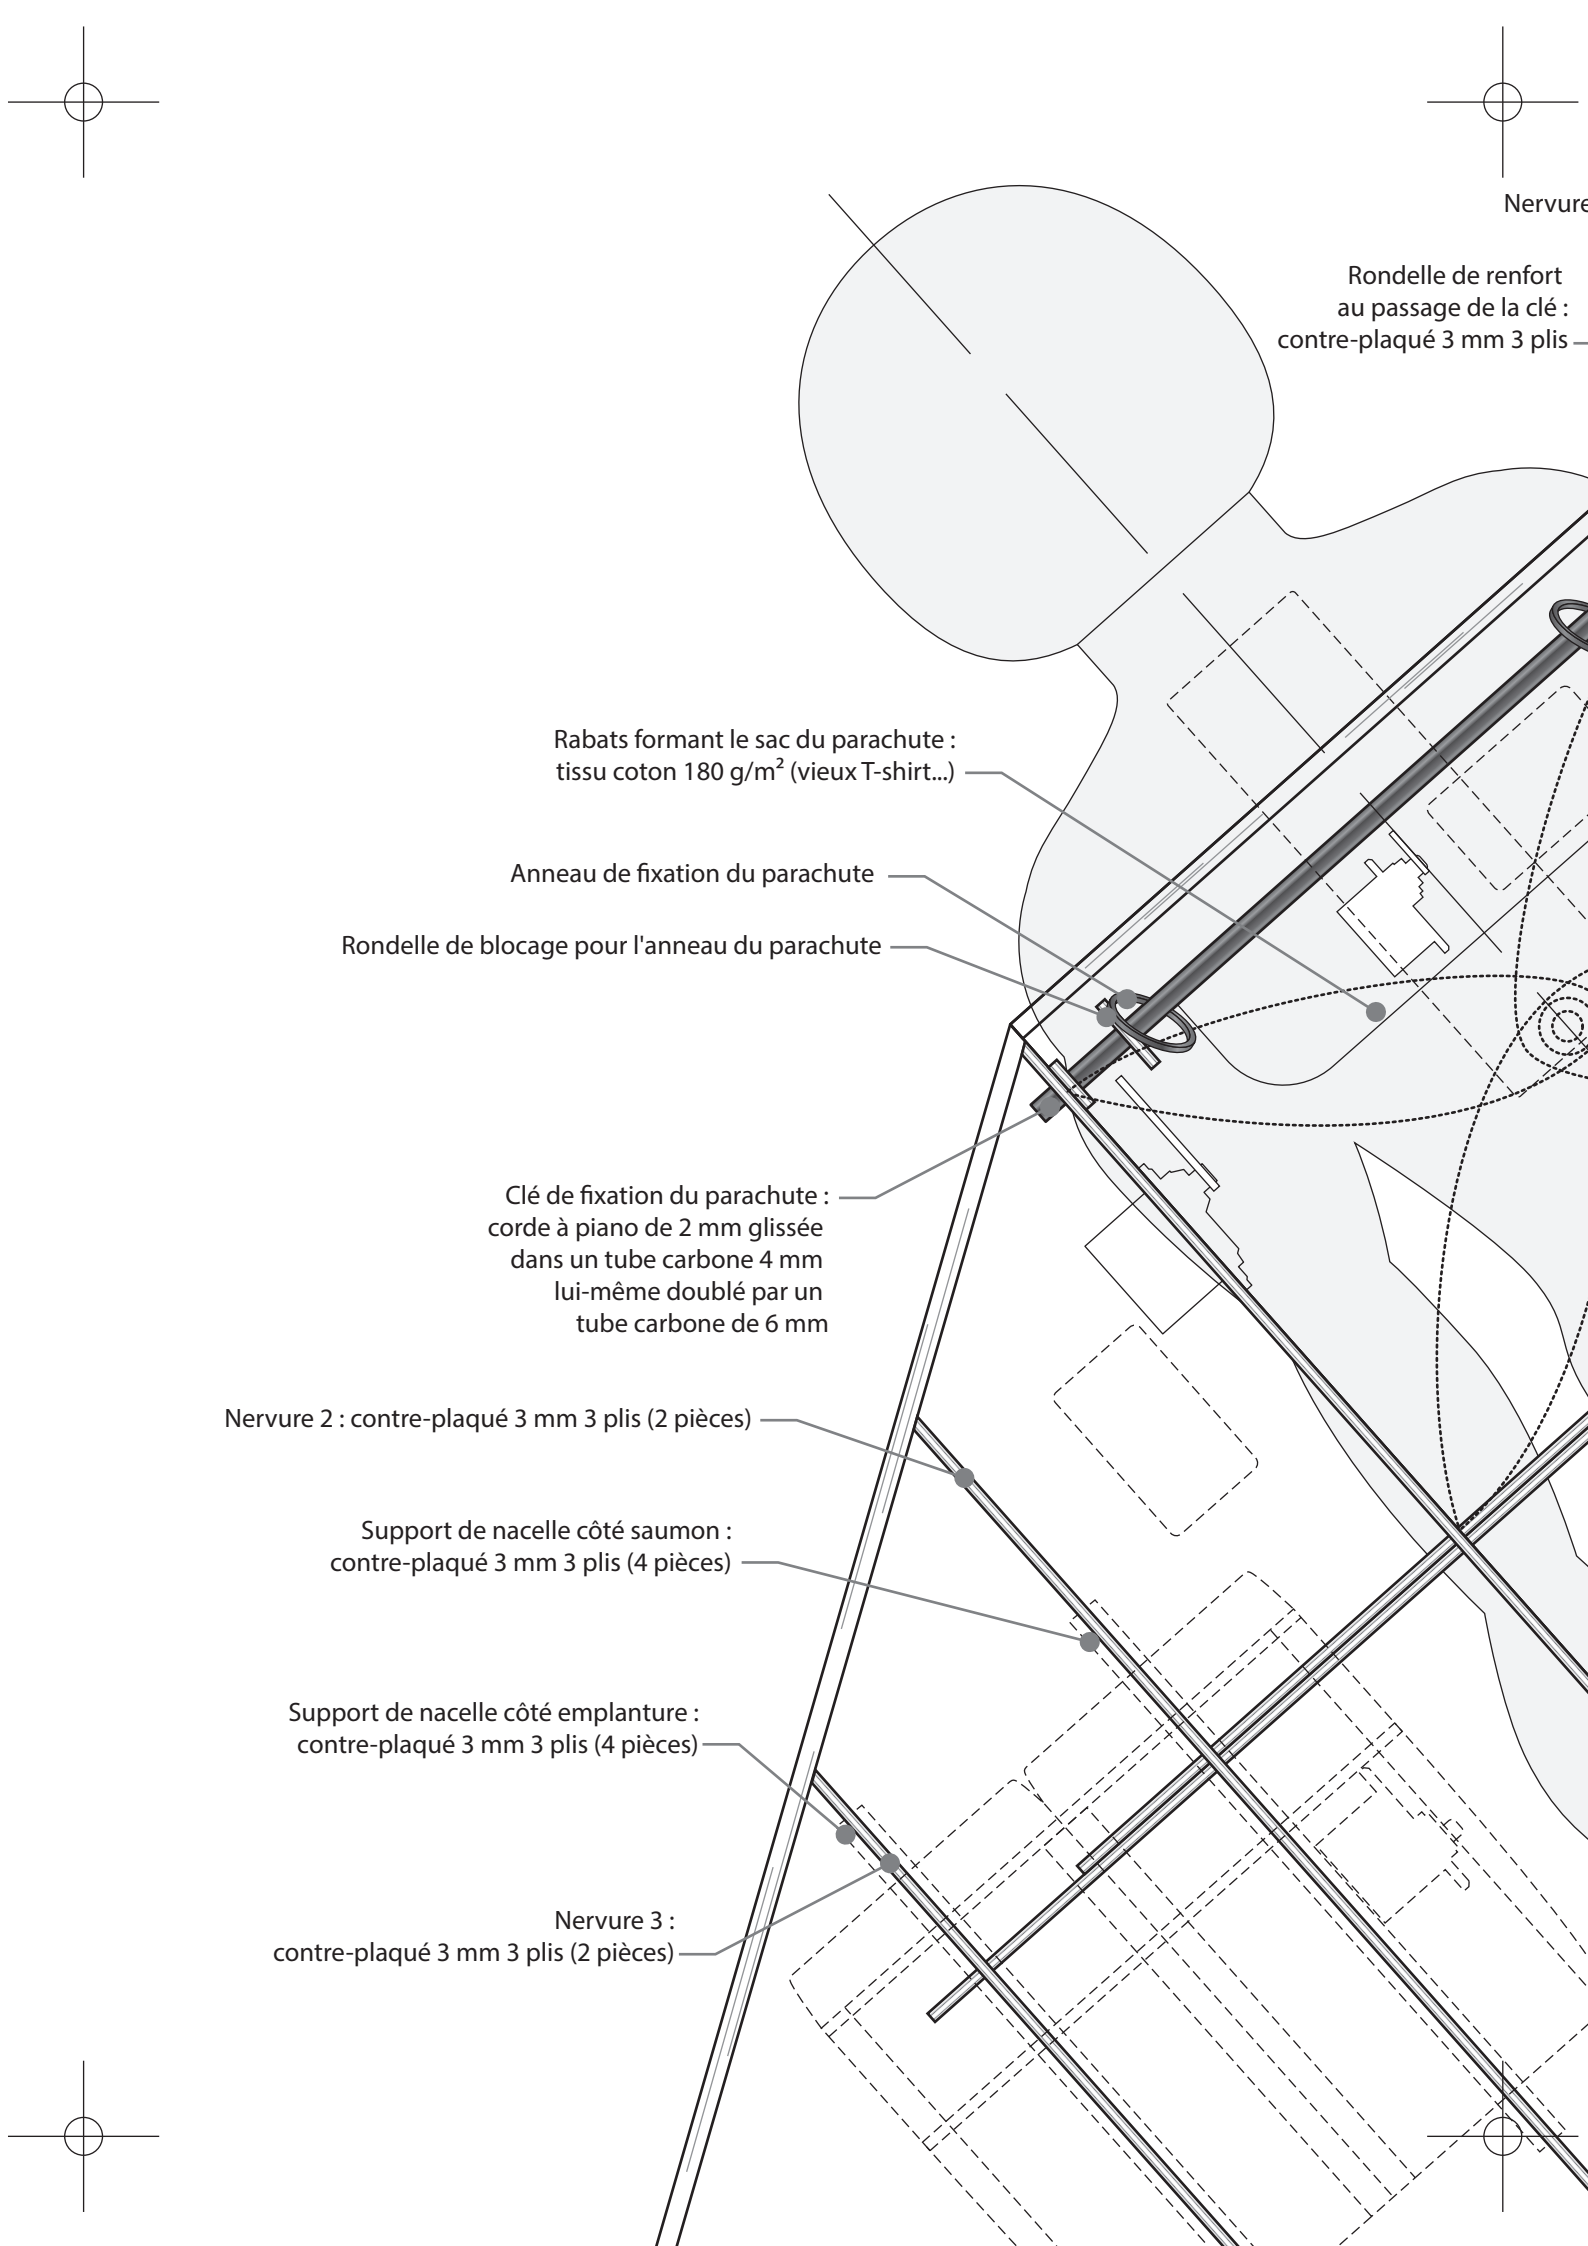 Nervure
Rondelle de renfort
au passage de la clé :
contre-plaqué 3 mm 3 plis
Rabats formant le sac du parachute :
tissu coton 180 g/m² (vieux T-shirt...)
Anneau de fixation du parachute
Rondelle de blocage pour l'anneau du parachute
Clé de fixation du parachute :
corde à piano de 2 mm glissée
dans un tube carbone 4 mm
lui-même doublé par un
tube carbone de 6 mm
Nervure 2 : contre-plaqué 3 mm 3 plis (2 pièces)
Support de nacelle côté saumon :
contre-plaqué 3 mm 3 plis (4 pièces)
Support de nacelle côté emplanture :
contre-plaqué 3 mm 3 plis (4 pièces)
Nervure 3 :
contre-plaqué 3 mm 3 plis (2 pièces)